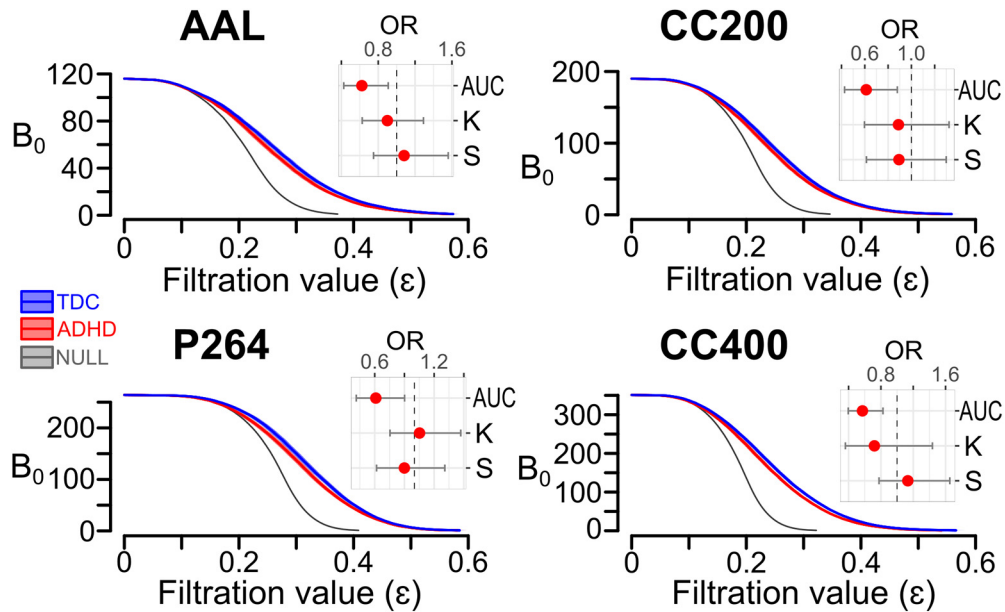 AAL
OR
0.8
1.6
AUC
K
S
120
80
40
0
B₀
0
0.2
0.4
0.6
Filtration value (ε)
CC200
OR
0.6
1.0
AUC
K
S
200
100
0
B₀
0
0.2
0.4
0.6
Filtration value (ε)
TDC
ADHD
NULL
P264
OR
0.6
1.2
AUC
K
S
200
100
0
B₀
0
0.2
0.4
0.6
Filtration value (ε)
CC400
OR
0.8
1.6
AUC
K
S
300
200
100
0
B₀
0
0.2
0.4
0.6
Filtration value (ε)